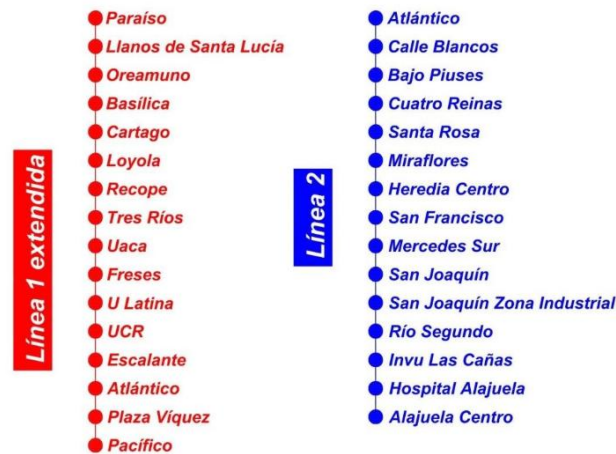 Línea 1 extendida
Paraíso
Llanos de Santa Lucía
Oreamuno
Basílica
Cartago
Loyola
Recope
Tres Ríos
Uaca
Freses
U Latina
UCR
Escalante
Atlántico
Plaza Víquez
Pacífico
Línea 2
Atlántico
Calle Blancos
Bajo Piuses
Cuatro Reinas
Santa Rosa
Miraflores
Heredia Centro
San Francisco
Mercedes Sur
San Joaquín
San Joaquín Zona Industrial
Río Segundo
Invu Las Cañas
Hospital Alajuela
Alajuela Centro